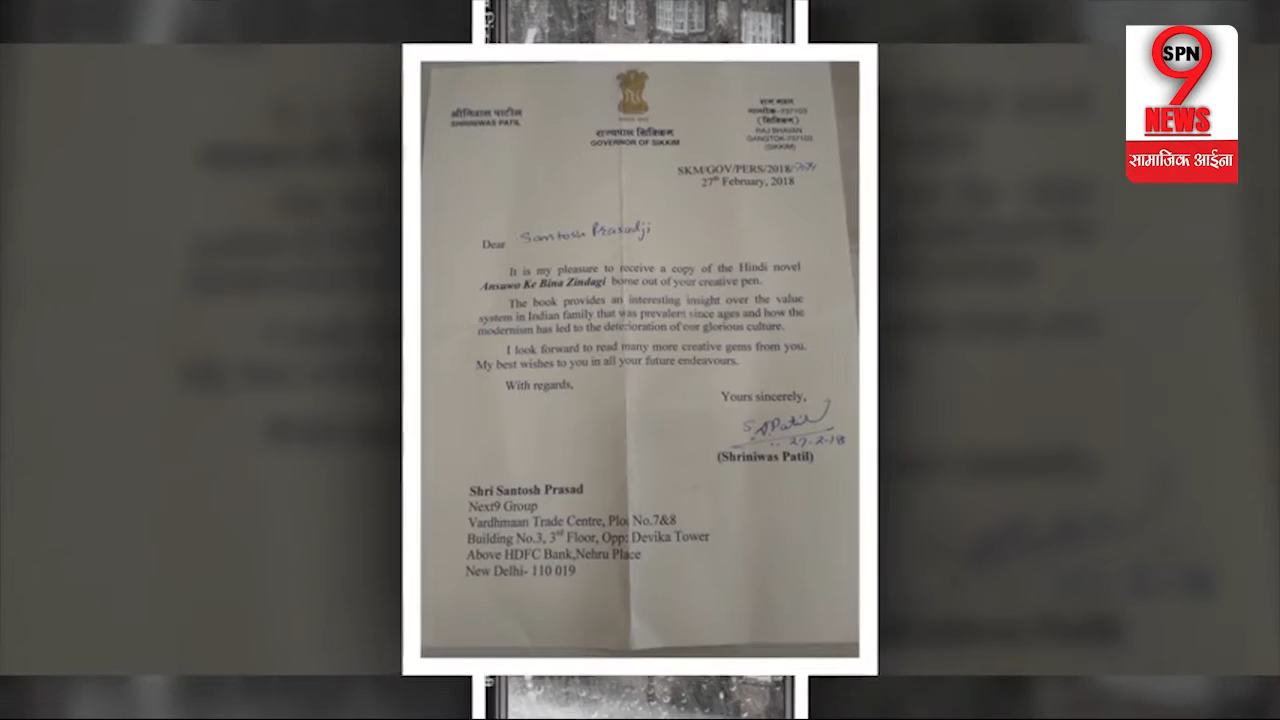 श्रीनिवास पाटील
SHRINIWAS PATIL
राज्यपाल सिक्किम
GOVERNOR OF SIKKIM
राज भवन
गान्तोक-737103
(सिक्किम)
RAJ BHAVAN
GANGTOK-737103
(SIKKIM)
SKM/GOV/PERS/2018/
27th February, 2018
Dear Santosh Prasadji
It is my pleasure to receive a copy of the Hindi novel
Ansuwo Ke Bina Zindagi borne out of your creative pen.
The book provides an interesting insight over the value
system in Indian family that was prevalent since ages and how the
modernism has led to the deterioration of our glorious culture.
I look forward to read many more creative gems from you.
My best wishes to you in all your future endeavours.
With regards,
Yours sincerely,
S. Patil
27-2-18
(Shriniwas Patil)
Shri Santosh Prasad
Next9 Group
Vardhmaan Trade Centre, Plot No.7&8
Building No.3, 3rd Floor, Opp: Devika Tower
Above HDFC Bank,Nehru Place
New Delhi- 110 019
SPN
9
NEWS
सामाजिक आईना